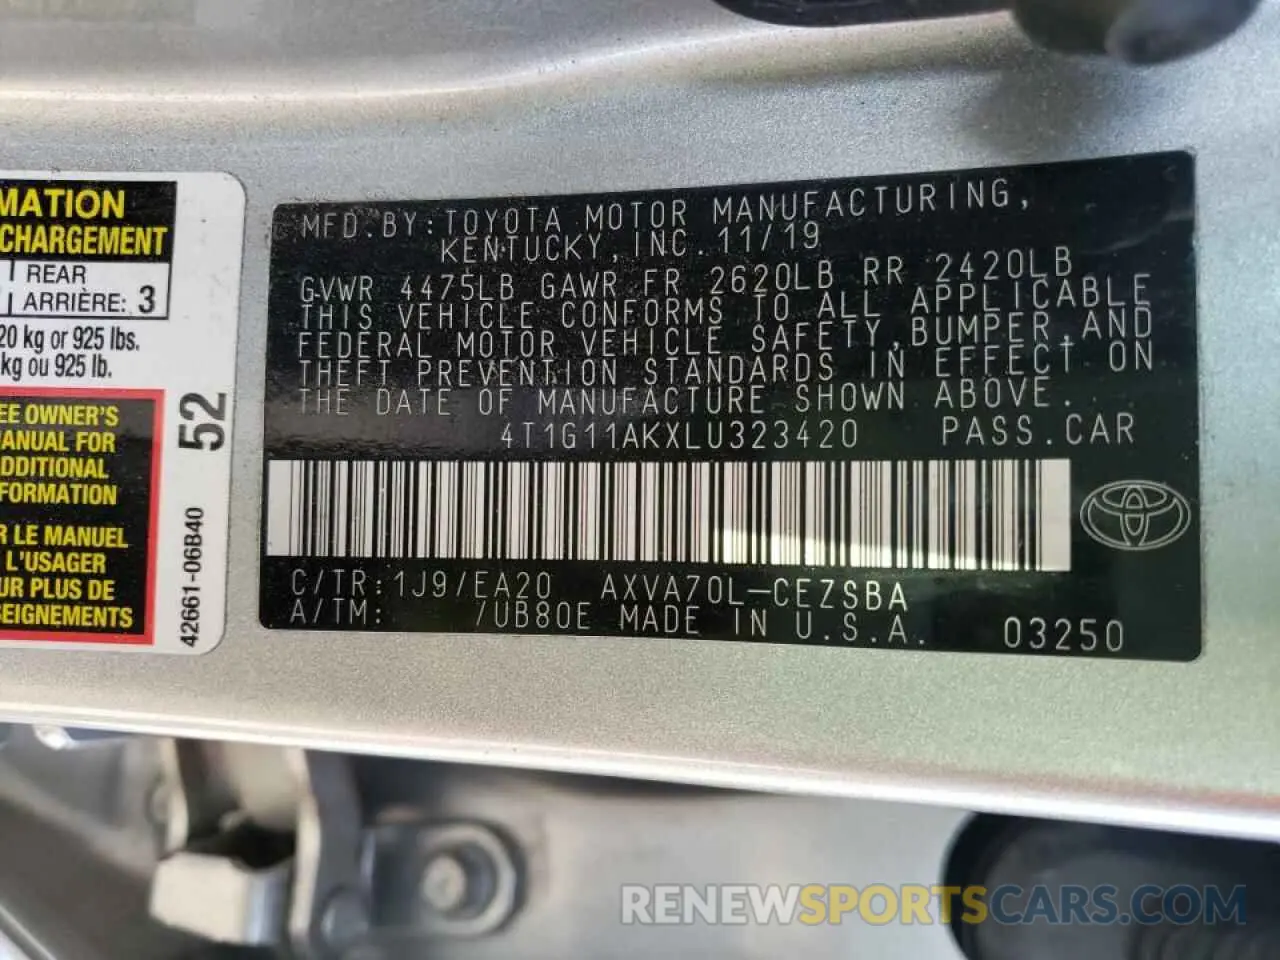 MATION
CHARGEMENT
REAR
ARRIÈRE: 3
20 kg or 925 lbs.
kg ou 925 lb.
EE OWNER'S
MANUAL FOR
DDITIONAL
FORMATION
R LE MANUEL
L'USAGER
UR PLUS DE
SEIGNEMENTS
52
42661-06B40
MFD.BY:TOYOTA MOTOR MANUFACTURING,
KENTUCKY, INC.11/19
GVWR 4475LB GAWR FR 2620LB RR 2420LB
THIS VEHICLE CONFORMS TO ALL APPLICABLE
FEDERAL MOTOR VEHICLE SAFETY,BUMPER,AND
THEFT PREVENTION STANDARDS IN EFFECT ON
THE DATE OF MANUFACTURE SHOWN ABOVE.
4T1G11AKXLU323420 PASS.CAR
C/TR:1J9/EA20 AXVA70L-CEZSBA
A/TM: /UB80E MADE IN U.S.A.
03250
RENEWSPORTSCARS.COM